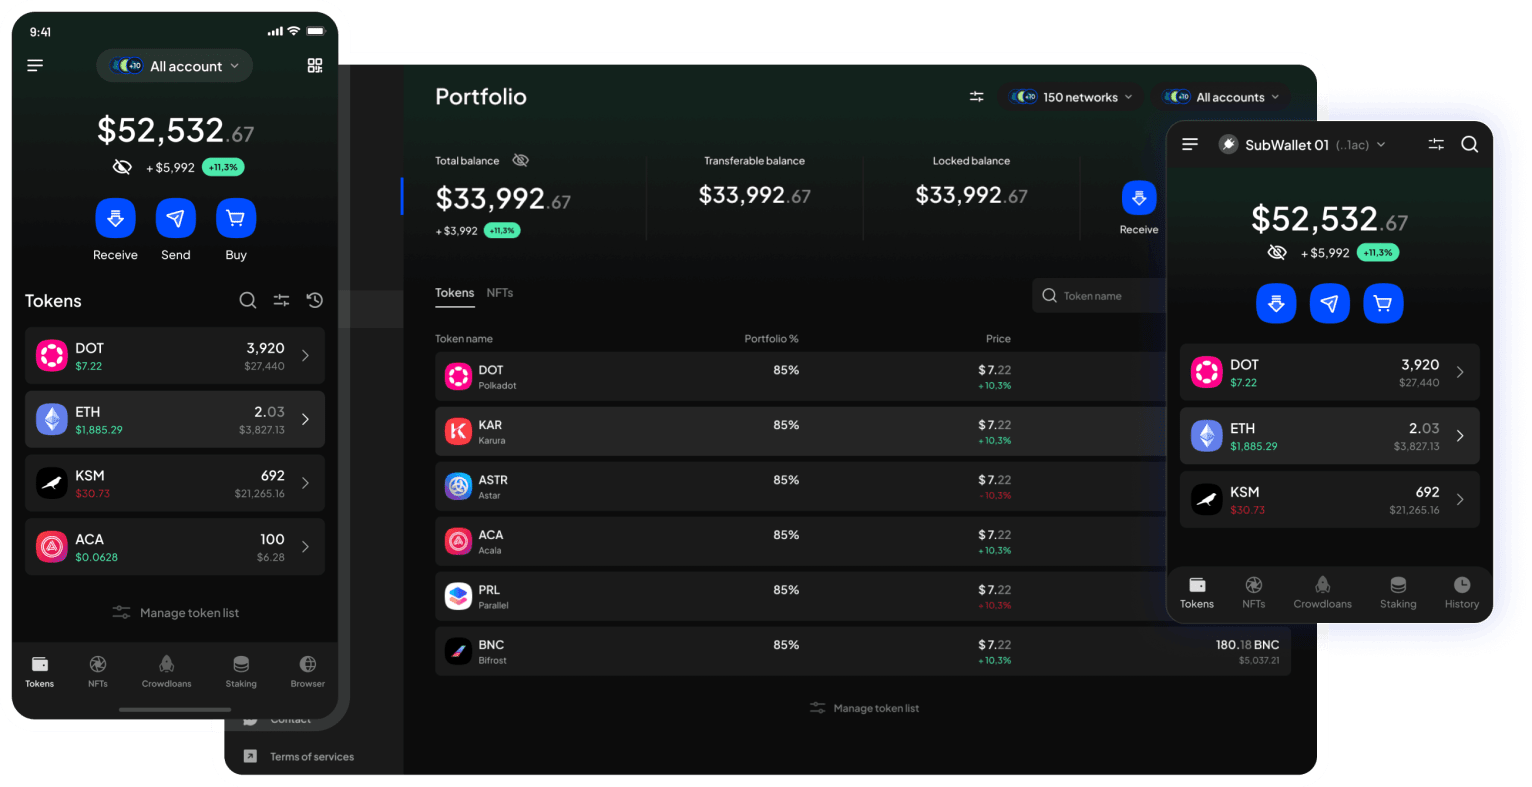 9:41
+10 All account
$52,532.67
+ $5,992 +11,3%
Receive Send Buy
Tokens
DOT 3,920
$7.22 $27,440
ETH 2.03
$1,885.29 $3,827.13
KSM 692
$30.73 $21,265.16
ACA 100
$0.0628 $6.28
Manage token list
Tokens NFTs Crowdloans Staking Browser
Contact
Terms of services
Portfolio
+10 150 networks +10 All accounts
Total balance Transferable balance Locked balance
$33,992.67 $33,992.67 $33,992.67
+ $3,992 +11,3%
Receive
Tokens NFTs
Token name
Token name Portfolio % Price
DOT 85% $ 7.22
Polkadot + 10,3%
KAR 85% $ 7.22
Karura + 10,3%
ASTR 85% $ 7.22
Astar - 10,3%
ACA 85% $ 7.22
Acala + 10,3%
PRL 85% $ 7.22
Parallel + 10,3%
BNC 85% $ 7.22 180.18 BNC
Bifrost + 10,3% $5,037.21
Manage token list
SubWallet 01 (..1ac)
$52,532.67
+ $5,992 +11,3%
DOT 3,920
$7.22 $27,440
ETH 2.03
$1,885.29 $3,827.13
KSM 692
$30.73 $21,265.16
Tokens NFTs Crowdloans Staking History